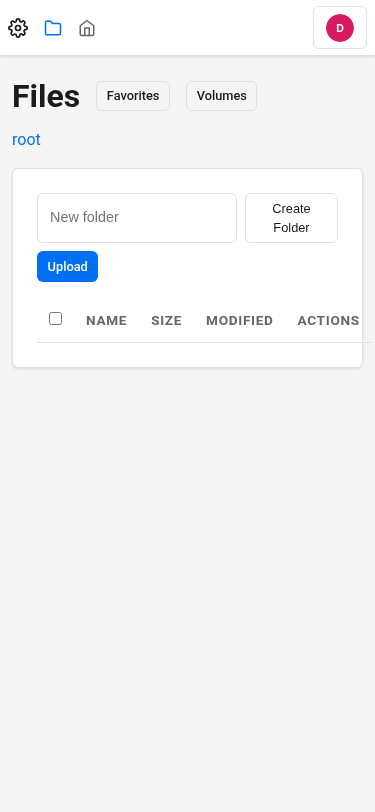 D
Files
Favorites
Volumes
root
New folder
Create
Folder
Upload
NAME SIZE MODIFIED ACTIONS